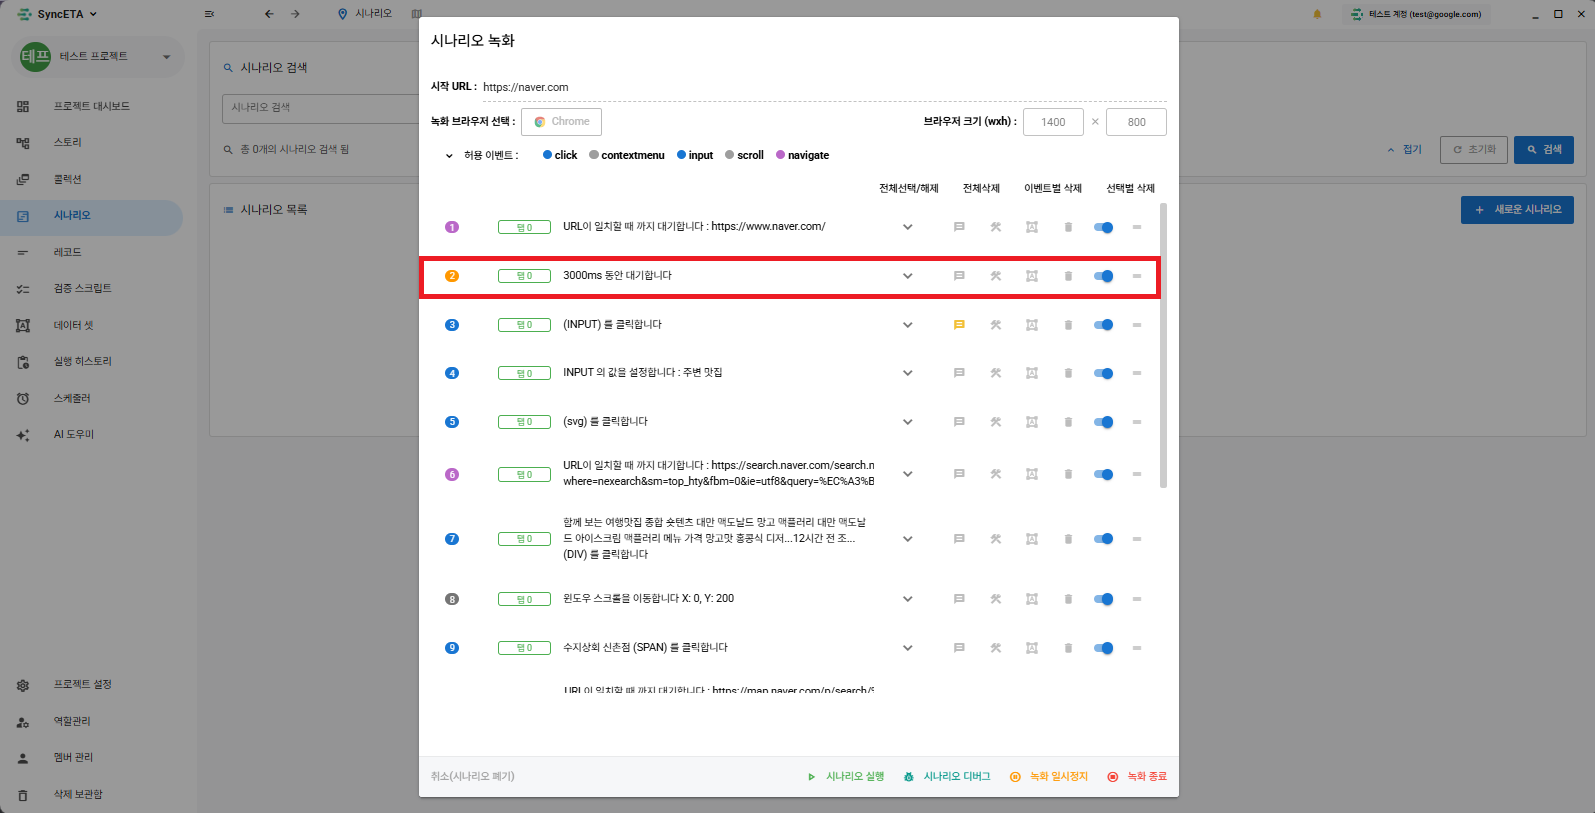 SyncETA
시나리오
테스트 계정 (test@google.com)
테프
테스트 프로젝트
프로젝트 대시보드
스토리
콜렉션
시나리오
레코드
검증 스크립트
데이터 셋
실행 히스토리
스케줄러
AI 도우미
프로젝트 설정
역할관리
멤버 관리
삭제 보관함
시나리오 검색
시나리오 검색
총 0개의 시나리오 검색 됨
시나리오 목록
접기
초기화
검색
새로운 시나리오
시나리오 녹화
시작 URL : https://naver.com
녹화 브라우저 선택 : Chrome
브라우저 크기 (wxh) : 1400 × 800
허용 이벤트 : click contextmenu input scroll navigate
전체선택/해제 전체삭제 이벤트별 삭제 선택별 삭제
1 탭 0 URL이 일치할 때 까지 대기합니다 : https://www.naver.com/
2 탭 0 3000ms 동안 대기합니다
3 탭 0 (INPUT) 를 클릭합니다
4 탭 0 INPUT 의 값을 설정합니다 : 주변 맛집
5 탭 0 (svg) 를 클릭합니다
6 탭 0 URL이 일치할 때 까지 대기합니다 : https://search.naver.com/search.n
where=nexearch&sm=top_hty&fbm=0&ie=utf8&query=%EC%A3%B
7 탭 0 함께 보는 여행맛집 종합 숏텐츠 대만 맥도날드 망고 맥플러리 대만 맥도날
드 아이스크림 맥플러리 메뉴 가격 망고맛 홍콩식 디저...12시간 전 조...
(DIV) 를 클릭합니다
8 탭 0 윈도우 스크롤을 이동합니다 X: 0, Y: 200
9 탭 0 수지상회 신촌점 (SPAN) 를 클릭합니다
URL이 일치할 때 까지 대기합니다 : https://map.naver.com/p/search/%
취소(시나리오 폐기)
시나리오 실행
시나리오 디버그
녹화 일시정지
녹화 종료